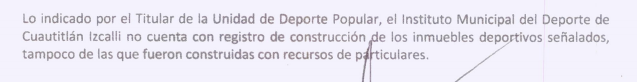 Lo indicado por el Titular de la Unidad de Deporte Popular, el Instituto Municipal del Deporte de
Cuautitlán Izcalli no cuenta con registro de construcción de los inmuebles deportivos señalados,
tampoco de las que fueron construidas con recursos de particulares.